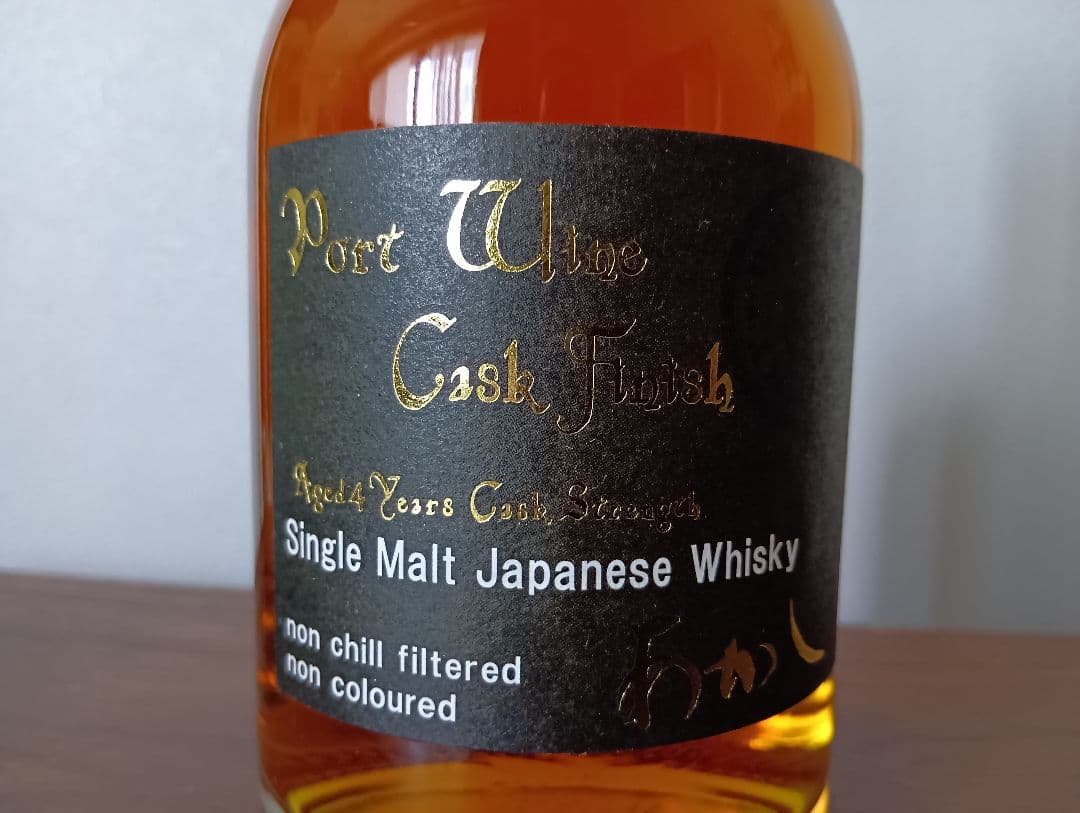 Port Wine
Cask Finish
Aged 4 Years Cask Strength
Single Malt Japanese Whisky
non chill filtered
non coloured
あかし